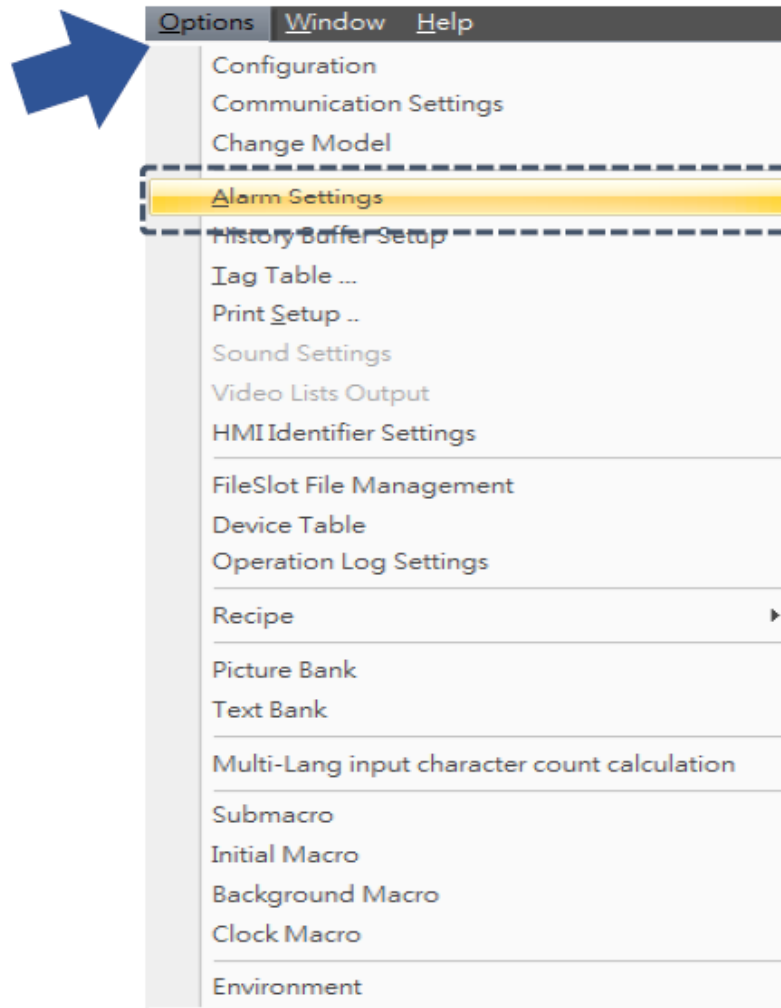 Options Window Help
Configuration
Communication Settings
Change Model
Alarm Settings
History Buffer Setup
Tag Table ...
Print Setup ..
Sound Settings
Video Lists Output
HMI Identifier Settings
FileSlot File Management
Device Table
Operation Log Settings
Recipe
Picture Bank
Text Bank
Multi-Lang input character count calculation
Submacro
Initial Macro
Background Macro
Clock Macro
Environment